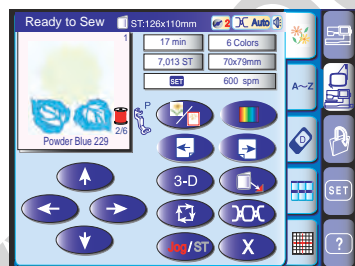 Ready to Sew ST:126x110mm 2 Auto
1
17 min 6 Colors
7,013 ST 70x79mm
SET 600 spm
P
2/6
Powder Blue 229
A~Z
D
3-D
SET
Jog/ST X
?